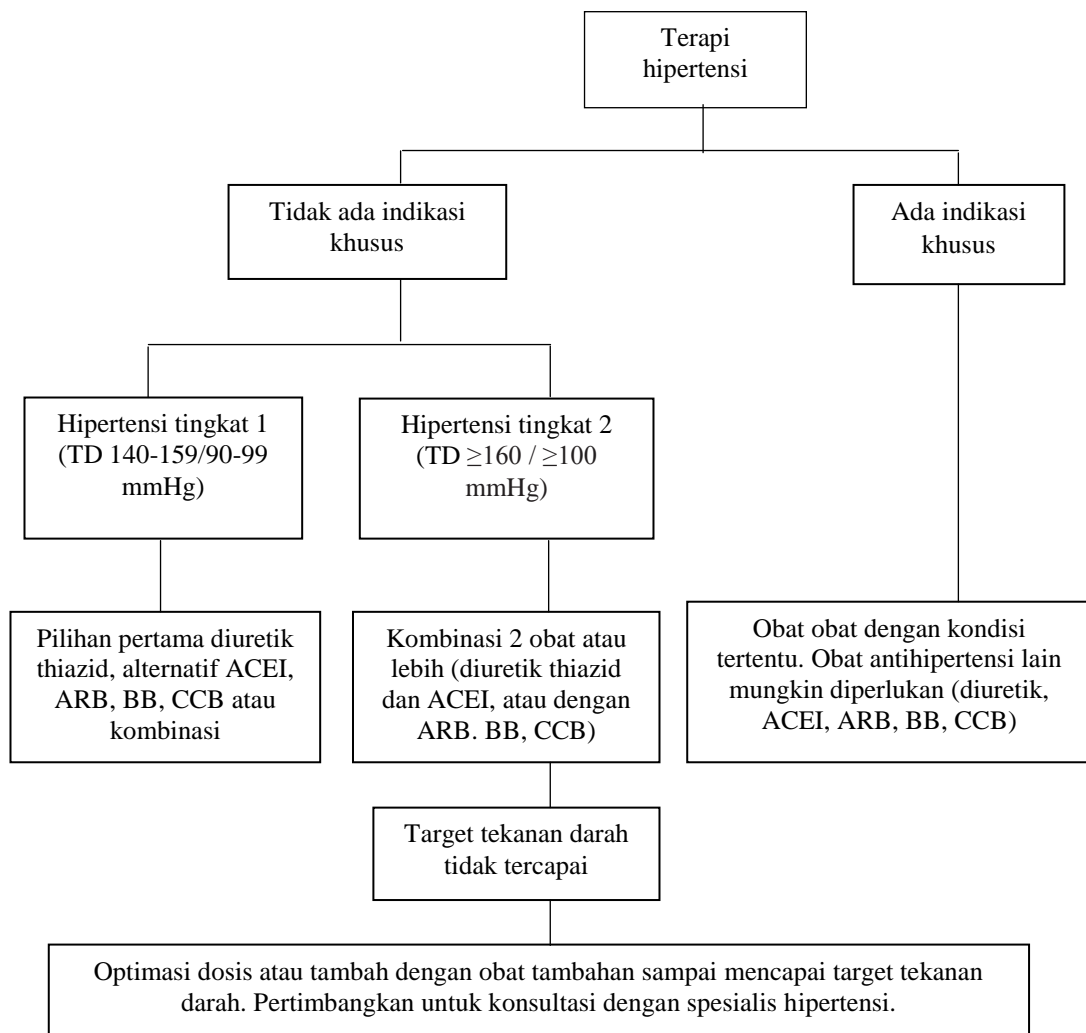 Terapi
hipertensi
Tidak ada indikasi
khusus
Ada indikasi
khusus
Hipertensi tingkat 1
(TD 140-159/90-99
mmHg)
Hipertensi tingkat 2
(TD ≥160 / ≥100
mmHg)
Pilihan pertama diuretik
thiazid, alternatif ACEI,
ARB, BB, CCB atau
kombinasi
Kombinasi 2 obat atau
lebih (diuretik thiazid
dan ACEI, atau dengan
ARB. BB, CCB)
Obat obat dengan kondisi
tertentu. Obat antihipertensi lain
mungkin diperlukan (diuretik,
ACEI, ARB, BB, CCB)
Target tekanan darah
tidak tercapai
Optimasi dosis atau tambah dengan obat tambahan sampai mencapai target tekanan
darah. Pertimbangkan untuk konsultasi dengan spesialis hipertensi.